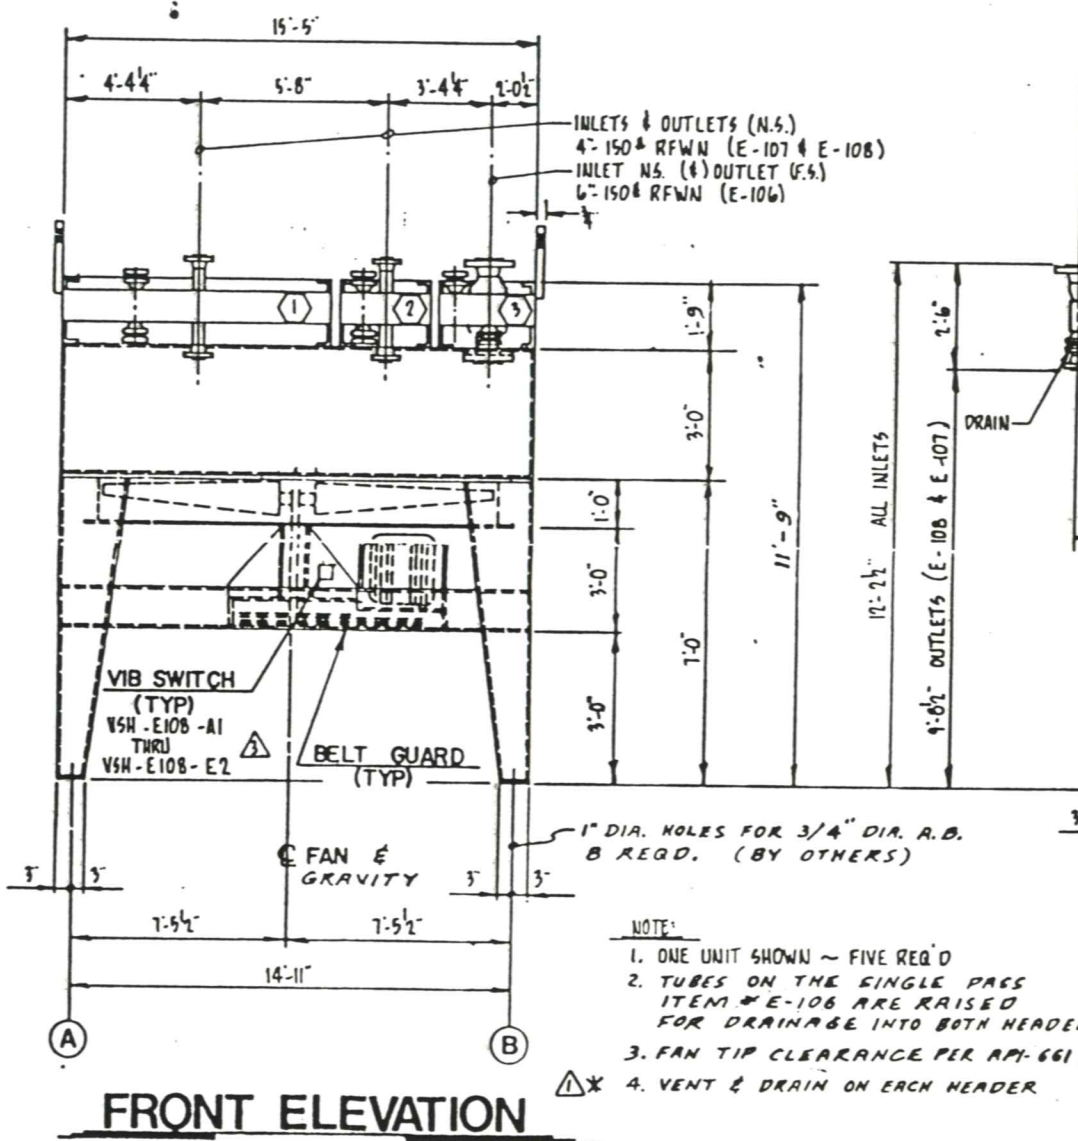 15'-5"
4'-4¼" 5'-8" 3'-4¼" 2'-0½"
INLETS & OUTLETS (N.S.)
4"-150# RFWN (E-107 & E-108)
INLET N.S. (&) OUTLET (F.S.)
6"-150# RFWN (E-106)
1 2 3
1'-9"
3'-0"
1'-0"
3'-0"
3'-0"
7'-0"
11'-9"
12'-2½" ALL INLETS
2'-6"
9'-8½" OUTLETS (E-108 & E-107)
DRAIN
VIB SWITCH
(TYP)
VSH-E108-A1
THRU
VSH-E108-E2
3
BELT GUARD
(TYP)
1" DIA. HOLES FOR 3/4" DIA. A.B.
8 REQD. (BY OTHERS)
℄ FAN &
GRAVITY
3" 3" 3" 3"
7'-5½" 7'-5½"
14'-11"
A B
NOTE:
1. ONE UNIT SHOWN ~ FIVE REQ'D
2. TUBES ON THE SINGLE PASS
ITEM # E-106 ARE RAISED
FOR DRAINAGE INTO BOTH HEADE
3. FAN TIP CLEARANCE PER API-661
1 * 4. VENT & DRAIN ON EACH HEADER
FRONT ELEVATION